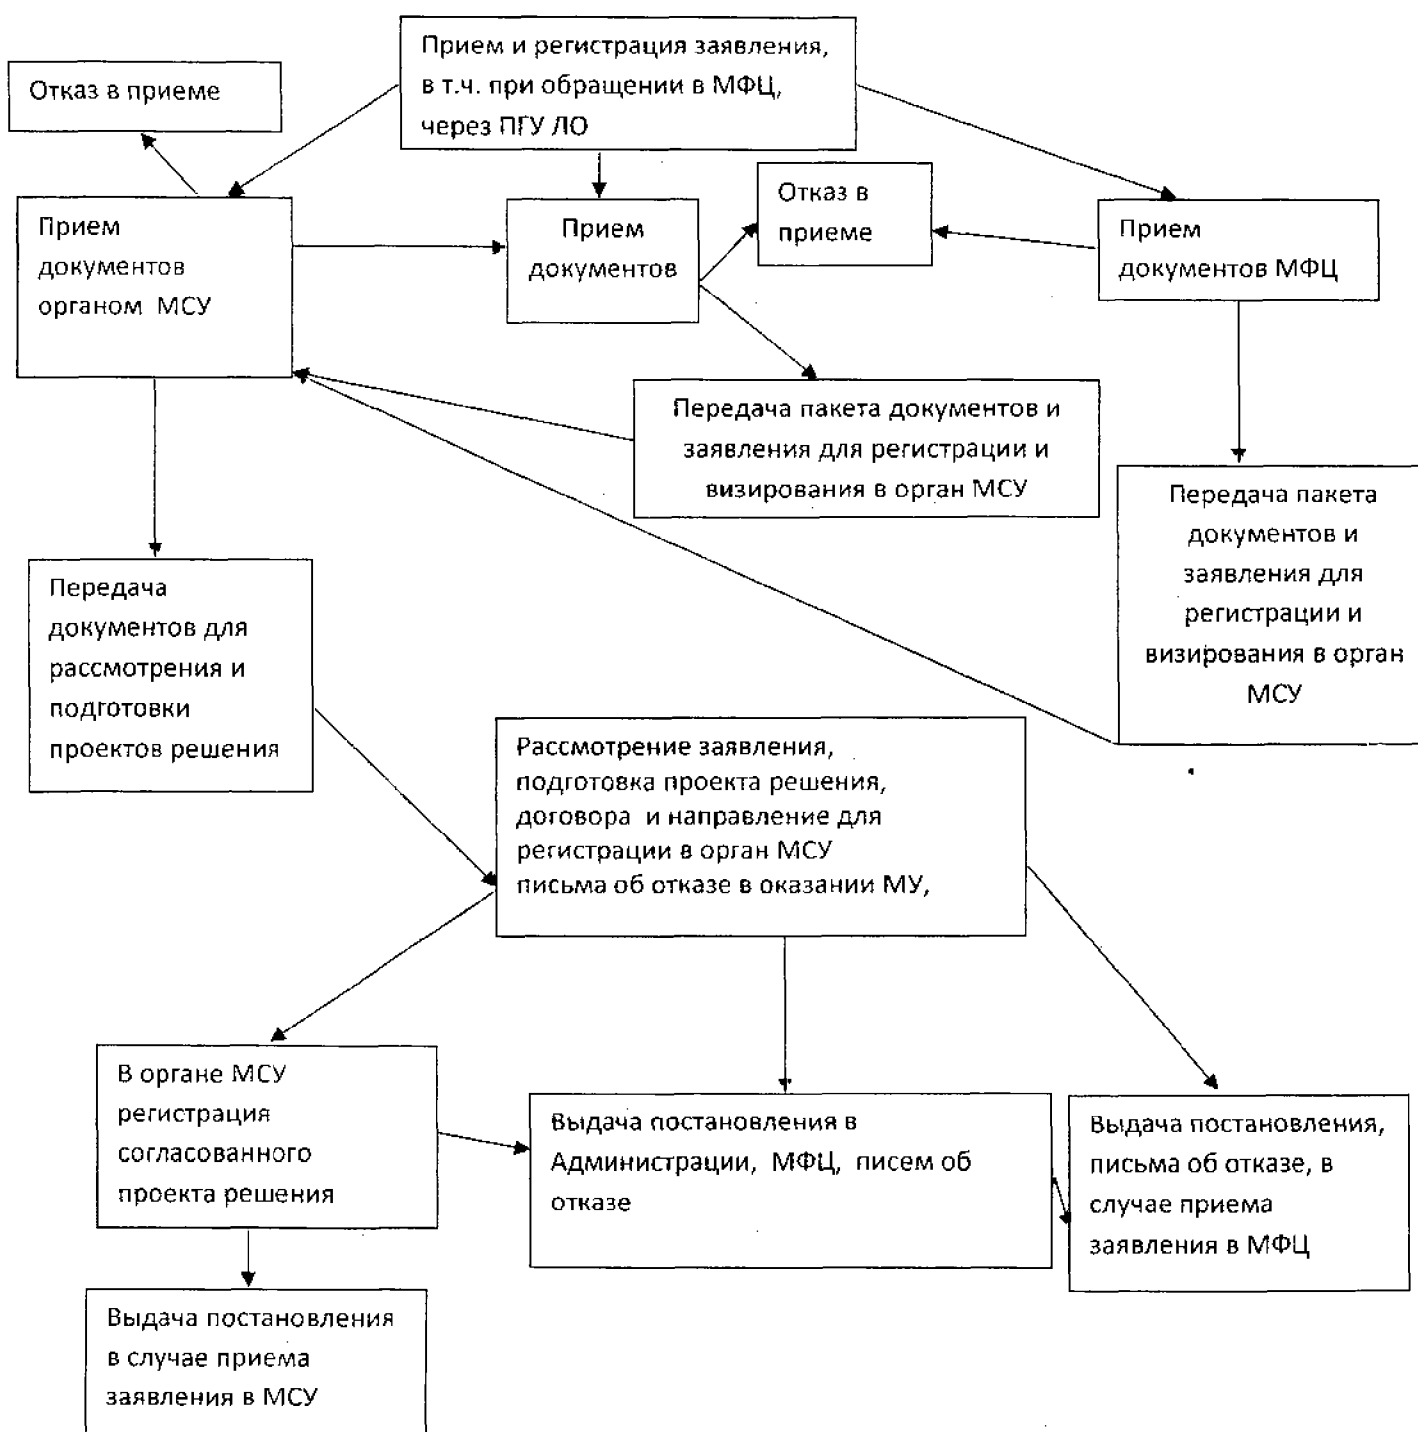 Прием и регистрация заявления,
в т.ч. при обращении в МФЦ,
через ПГУ ЛО
Отказ в приеме
Прием
документов
органом МСУ
Прием
документов
Отказ в
приеме
Прием
документов МФЦ
Передача пакета документов и
заявления для регистрации и
визирования в орган МСУ
Передача пакета
документов и
заявления для
регистрации и
визирования в орган
МСУ
Передача
документов для
рассмотрения и
подготовки
проектов решения
Рассмотрение заявления,
подготовка проекта решения,
договора и направление для
регистрации в орган МСУ
письма об отказе в оказании МУ,
В органе МСУ
регистрация
согласованного
проекта решения
Выдача постановления в
Администрации, МФЦ, писем об
отказе
Выдача постановления,
письма об отказе, в
случае приема
заявления в МФЦ
Выдача постановления
в случае приема
заявления в МСУ